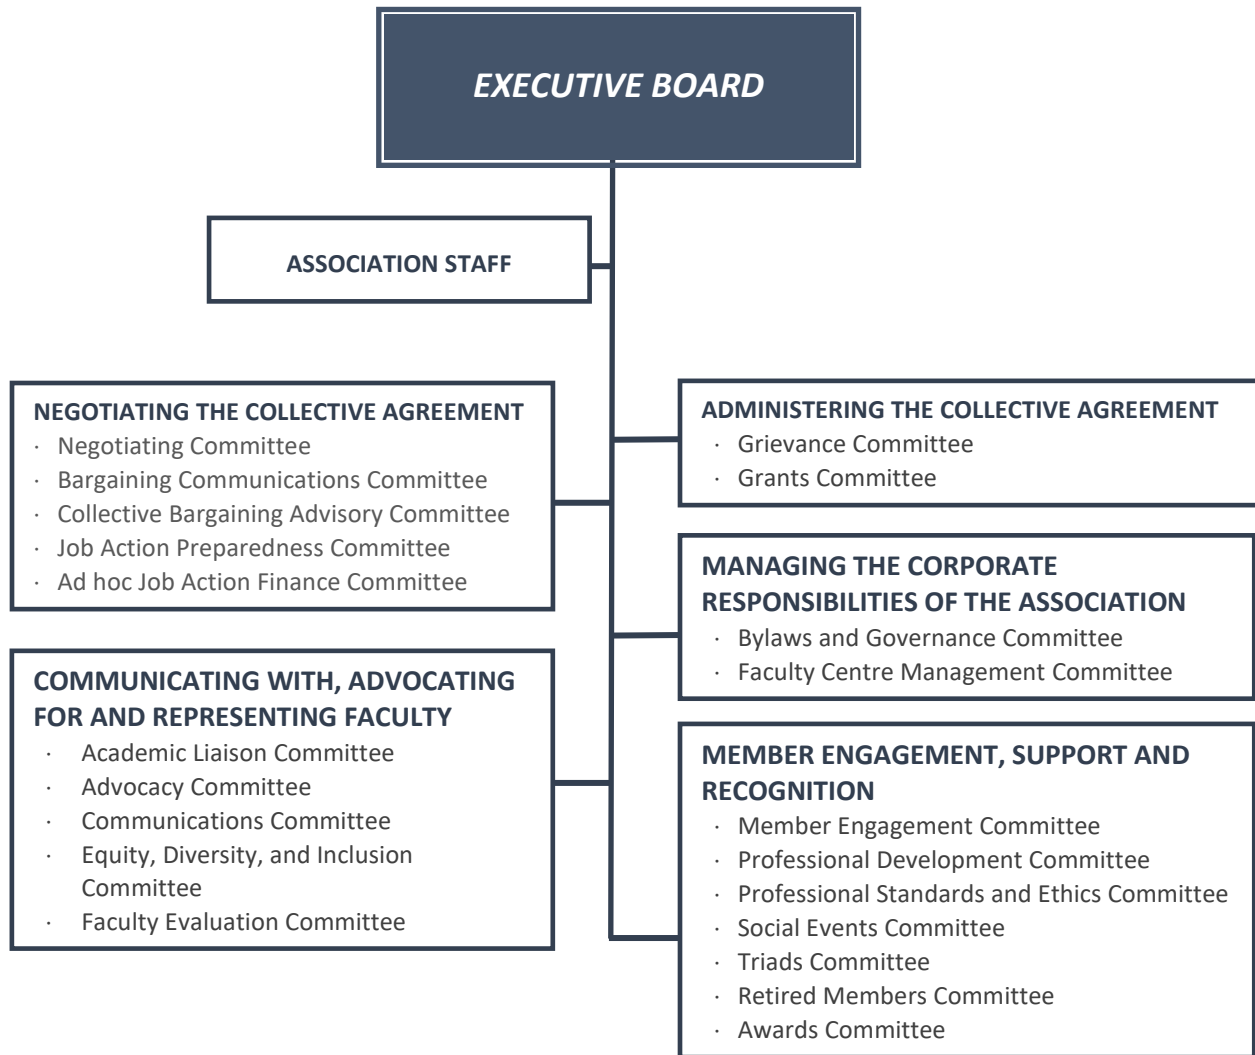 EXECUTIVE BOARD
ASSOCIATION STAFF
NEGOTIATING THE COLLECTIVE AGREEMENT
· Negotiating Committee
· Bargaining Communications Committee
· Collective Bargaining Advisory Committee
· Job Action Preparedness Committee
· Ad hoc Job Action Finance Committee
COMMUNICATING WITH, ADVOCATING
FOR AND REPRESENTING FACULTY
· Academic Liaison Committee
· Advocacy Committee
· Communications Committee
· Equity, Diversity, and Inclusion
Committee
· Faculty Evaluation Committee
ADMINISTERING THE COLLECTIVE AGREEMENT
· Grievance Committee
· Grants Committee
MANAGING THE CORPORATE
RESPONSIBILITIES OF THE ASSOCIATION
· Bylaws and Governance Committee
· Faculty Centre Management Committee
MEMBER ENGAGEMENT, SUPPORT AND
RECOGNITION
· Member Engagement Committee
· Professional Development Committee
· Professional Standards and Ethics Committee
· Social Events Committee
· Triads Committee
· Retired Members Committee
· Awards Committee